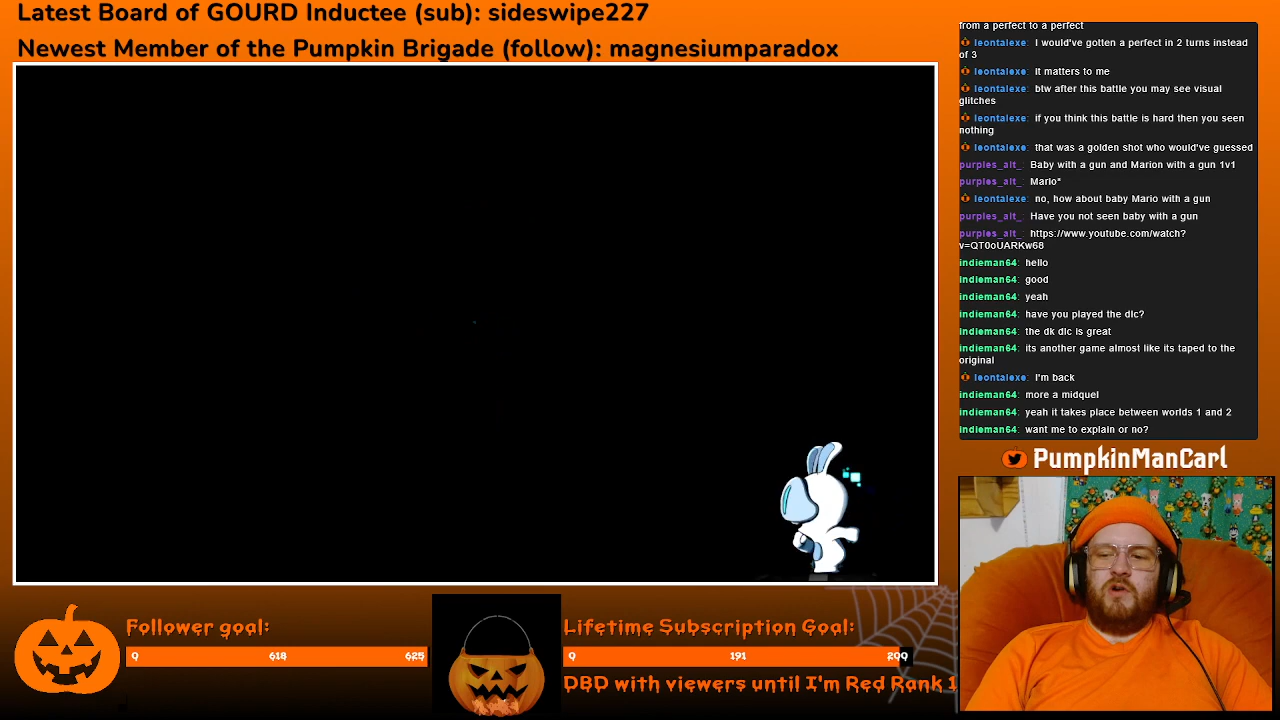 Latest Board of GOURD Inductee (sub): sideswipe227
Newest Member of the Pumpkin Brigade (follow): magnesiumparadox
from a perfect to a perfect
leontalexe: I would've gotten a perfect in 2 turns instead
of 3
leontalexe: It matters to me
leontalexe: btw after this battle you may see visual
glitches
leontalexe: if you think this battle is hard then you seen
nothing
leontalexe: that was a golden shot who would've guessed
purples_alt_: Baby with a gun and Marion with a gun 1v1
purples_alt_: Mario*
leontalexe: no, how about baby Mario with a gun
purples_alt_: Have you not seen baby with a gun
purples_alt_: https://www.youtube.com/watch?
v=QT0oUARKw68
indieman64: hello
indieman64: good
indieman64: yeah
indieman64: have you played the dlc?
indieman64: the dk dlc is great
indieman64: its another game almost like its taped to the
original
leontalexe: I'm back
indieman64: more a midquel
indieman64: yeah it takes place between worlds 1 and 2
indieman64: want me to explain or no?
PumpkinManCarl
Follower goal:
0 618 625
Lifetime Subscription Goal:
0 191 200
DBD with viewers until I'm Red Rank 1